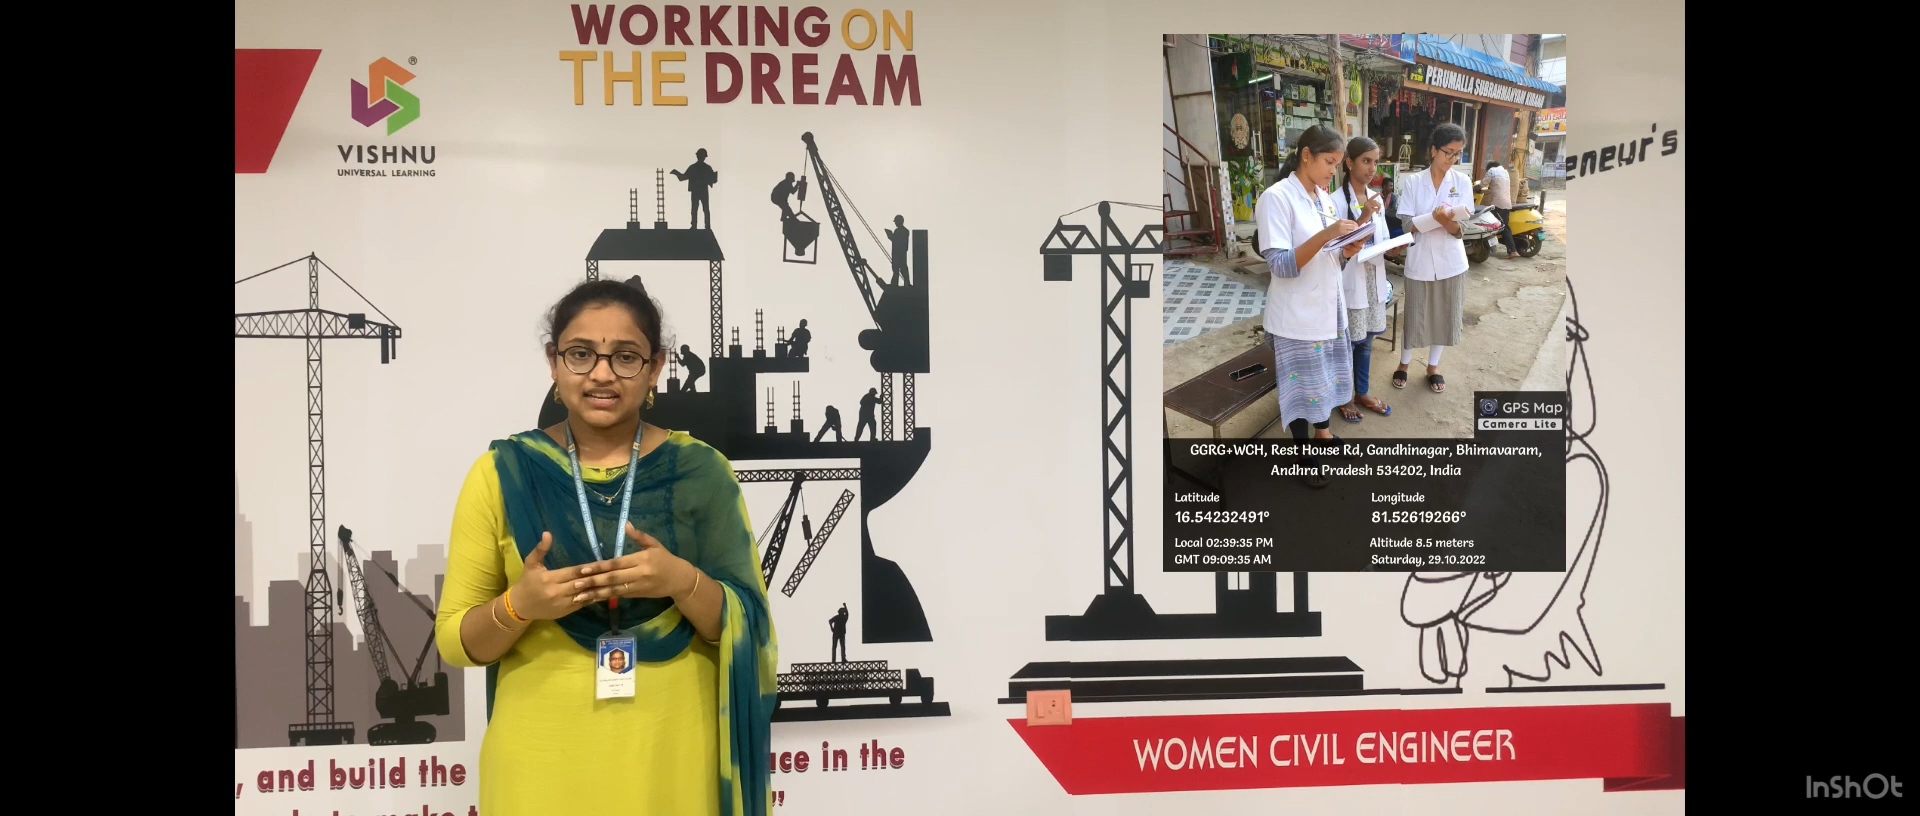 WORKING ON
THE DREAM
®
VISHNU
UNIVERSAL LEARNING
PERUMALLA SUBRAHMANYAM KIRANA
eneur's
GPS Map
Camera Lite
GGRG+WCH, Rest House Rd, Gandhinagar, Bhimavaram,
Andhra Pradesh 534202, India
Latitude
Longitude
16.54232491°
81.52619266°
Local 02:39:35 PM
Altitude 8.5 meters
GMT 09:09:35 AM
Saturday, 29.10.2022
WOMEN CIVIL ENGINEER
, and build the
ace in the
"
InShOt